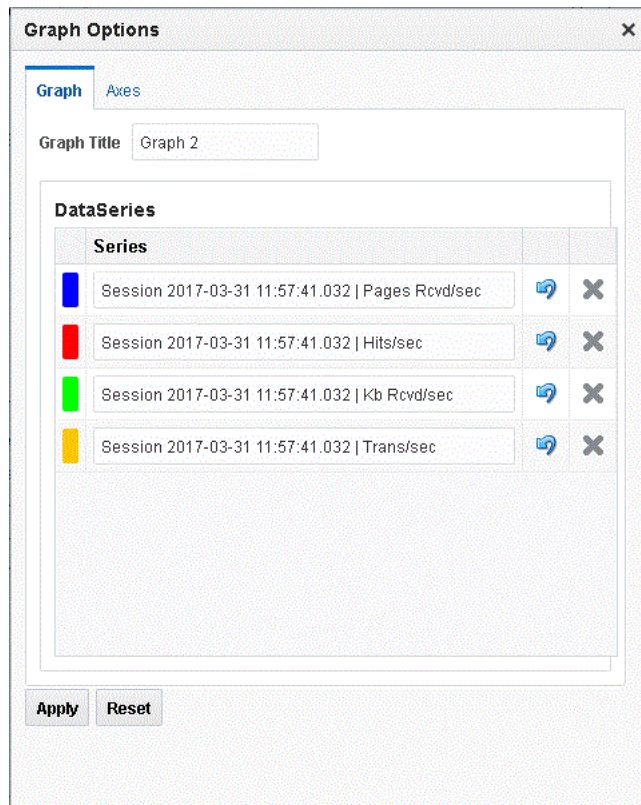 Graph Options
Graph Axes
Graph Title Graph 2
DataSeries
Series
Session 2017-03-31 11:57:41.032 | Pages Rcvd/sec
Session 2017-03-31 11:57:41.032 | Hits/sec
Session 2017-03-31 11:57:41.032 | Kb Rcvd/sec
Session 2017-03-31 11:57:41.032 | Trans/sec
Apply Reset